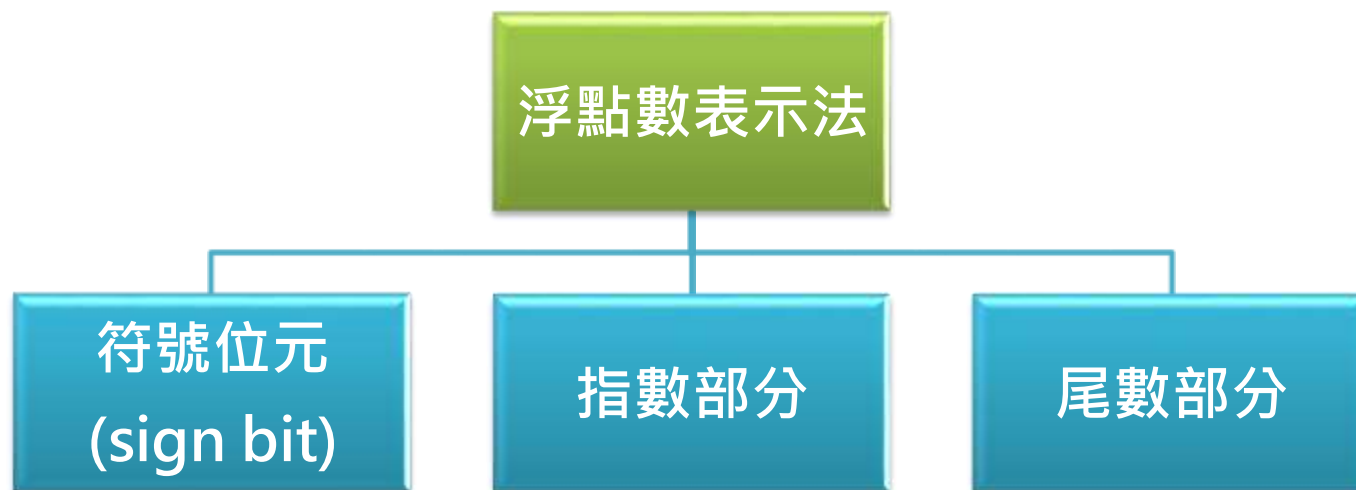 浮點數表示法
符號位元
(sign bit)
指數部分
尾數部分